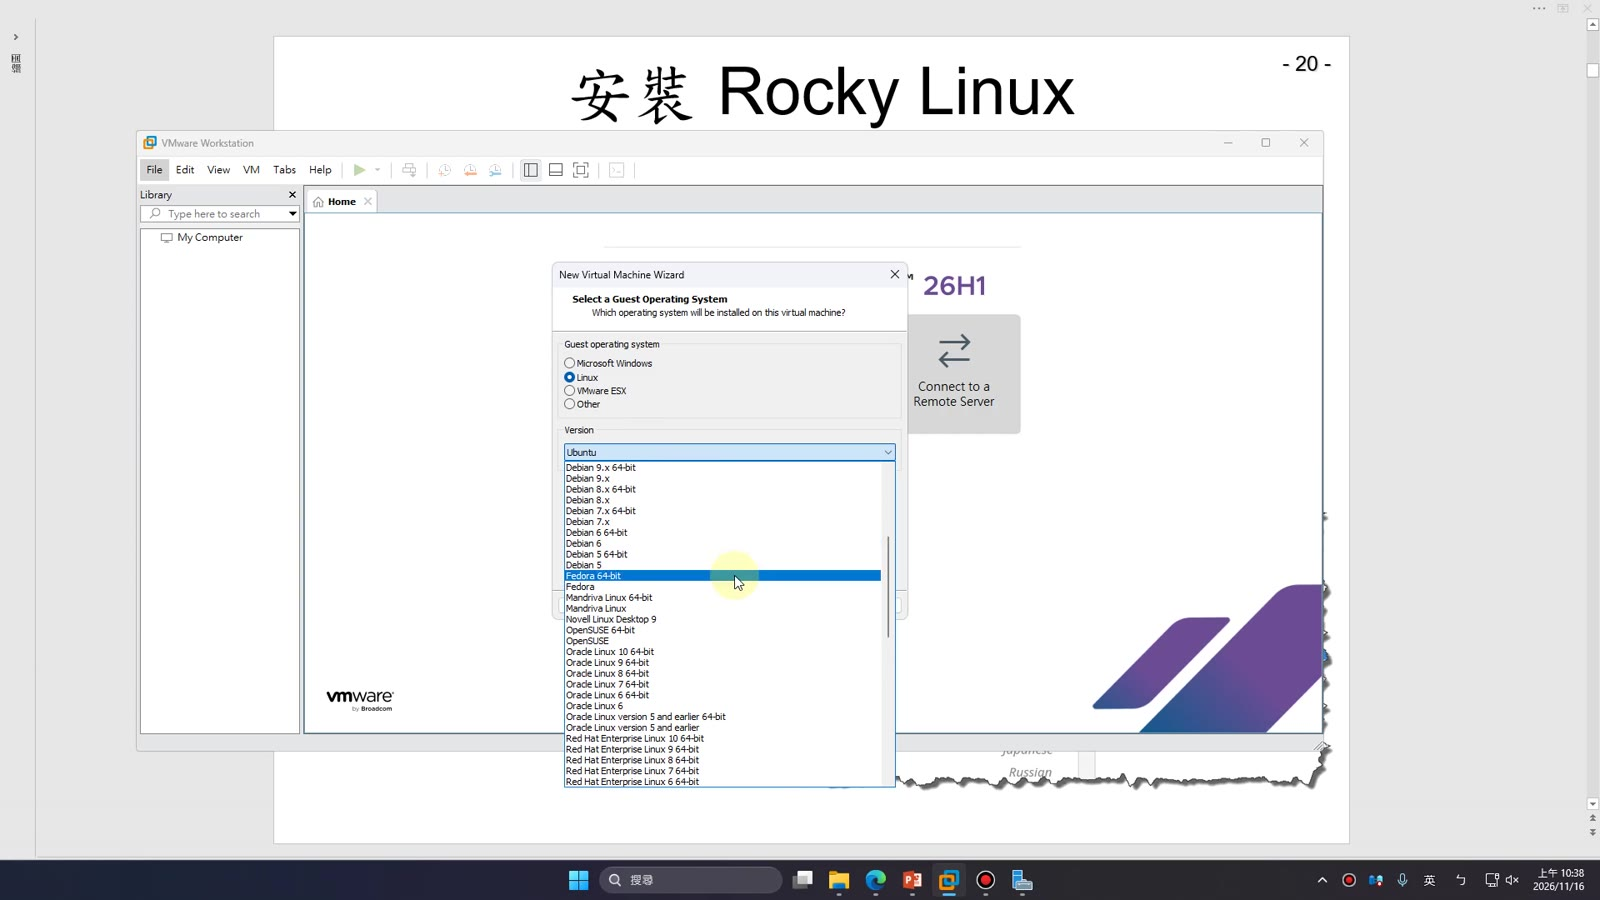 - 20 -
安裝 Rocky Linux
VMware Workstation
File Edit View VM Tabs Help
Library
Type here to search
My Computer
Home
26H1
Connect to a
Remote Server
New Virtual Machine Wizard
Select a Guest Operating System
Which operating system will be installed on this virtual machine?
Guest operating system
Microsoft Windows
Linux
VMware ESX
Other
Version
Ubuntu
Debian 9.x 64-bit
Debian 9.x
Debian 8.x 64-bit
Debian 8.x
Debian 7.x 64-bit
Debian 7.x
Debian 6 64-bit
Debian 6
Debian 5 64-bit
Debian 5
Fedora 64-bit
Fedora
Mandriva Linux 64-bit
Mandriva Linux
Novell Linux Desktop 9
OpenSUSE 64-bit
OpenSUSE
Oracle Linux 10 64-bit
Oracle Linux 9 64-bit
Oracle Linux 8 64-bit
Oracle Linux 7 64-bit
Oracle Linux 6 64-bit
Oracle Linux 6
Oracle Linux version 5 and earlier 64-bit
Oracle Linux version 5 and earlier
Red Hat Enterprise Linux 10 64-bit
Red Hat Enterprise Linux 9 64-bit
Red Hat Enterprise Linux 8 64-bit
Red Hat Enterprise Linux 7 64-bit
Red Hat Enterprise Linux 6 64-bit
vmware
by Broadcom
Japanese
Russian
搜尋
英
上午 10:38
2026/11/16